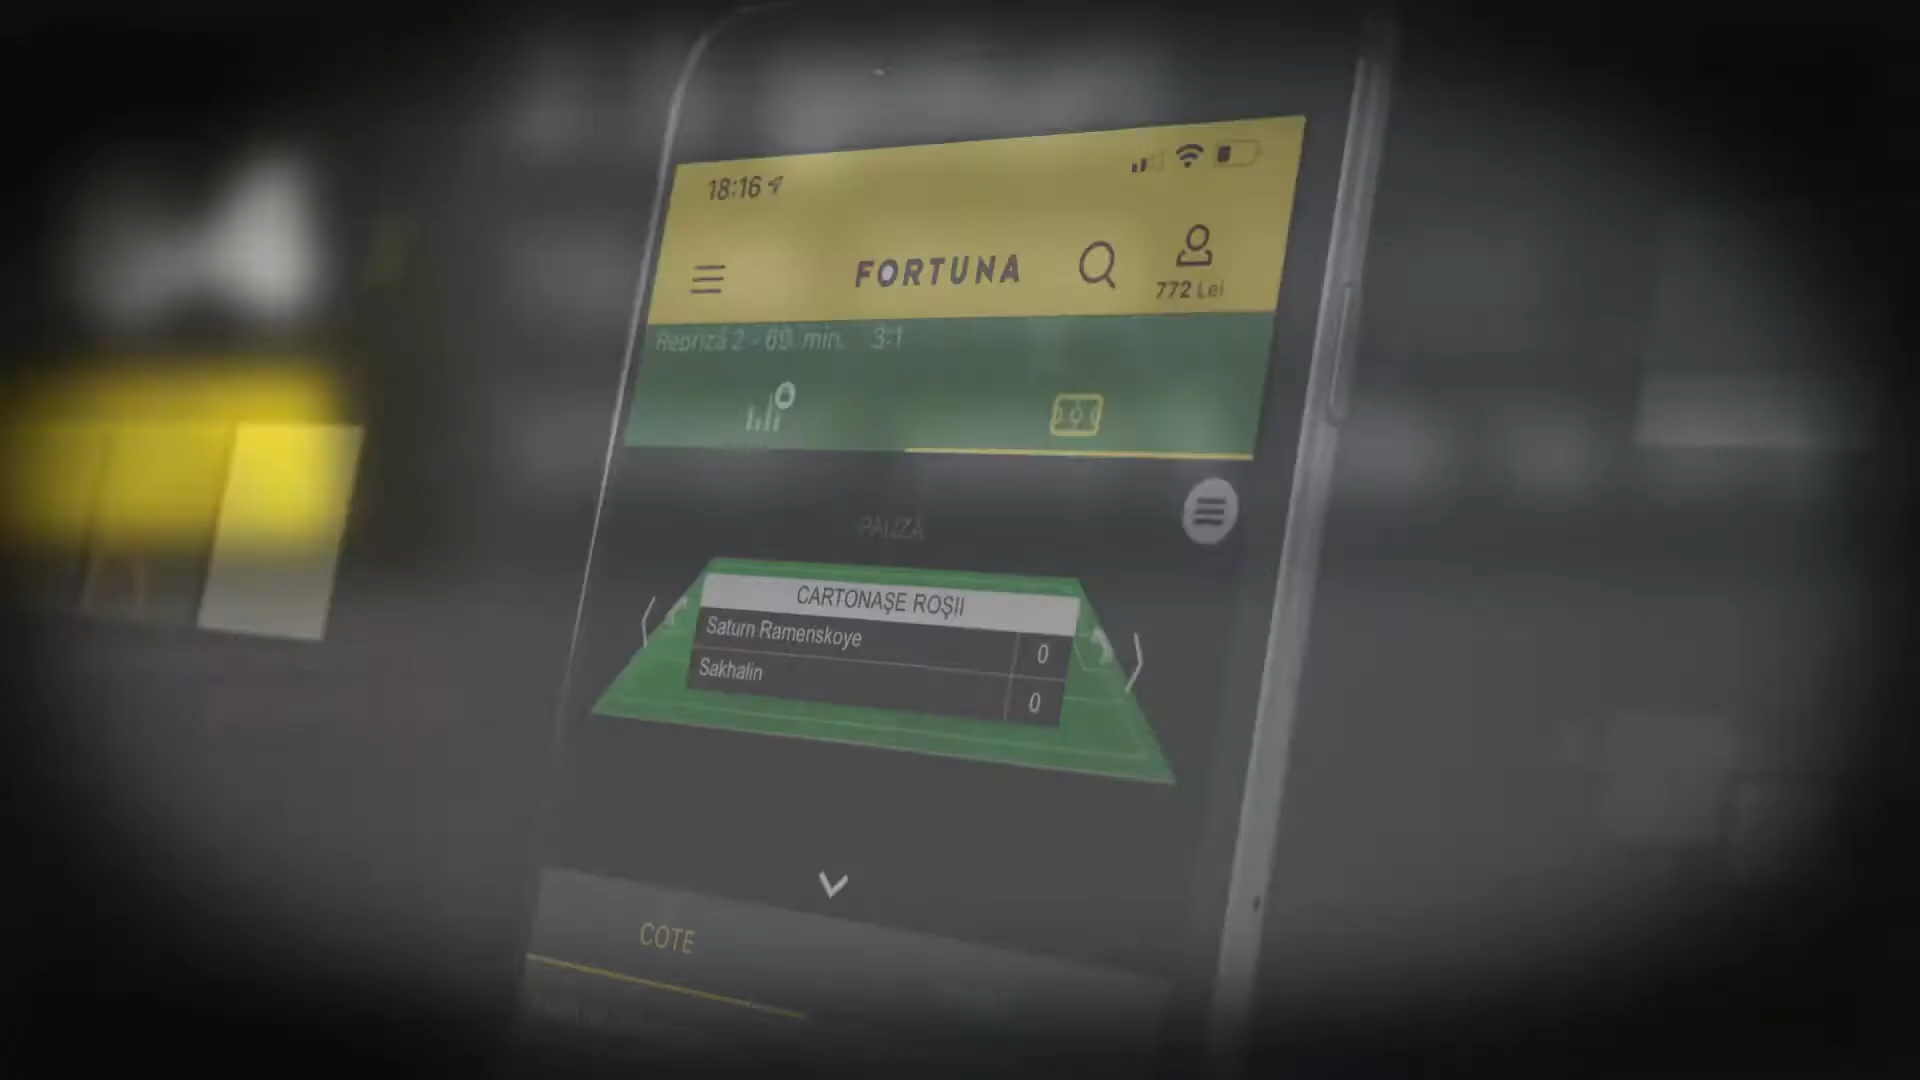 18:16
FORTUNA
772 Lei
Repriză 2 - 69. min. 3:1
PAUZĂ
CARTONAȘE ROȘII
Saturn Ramenskoye 0
Sakhalin 0
COTE